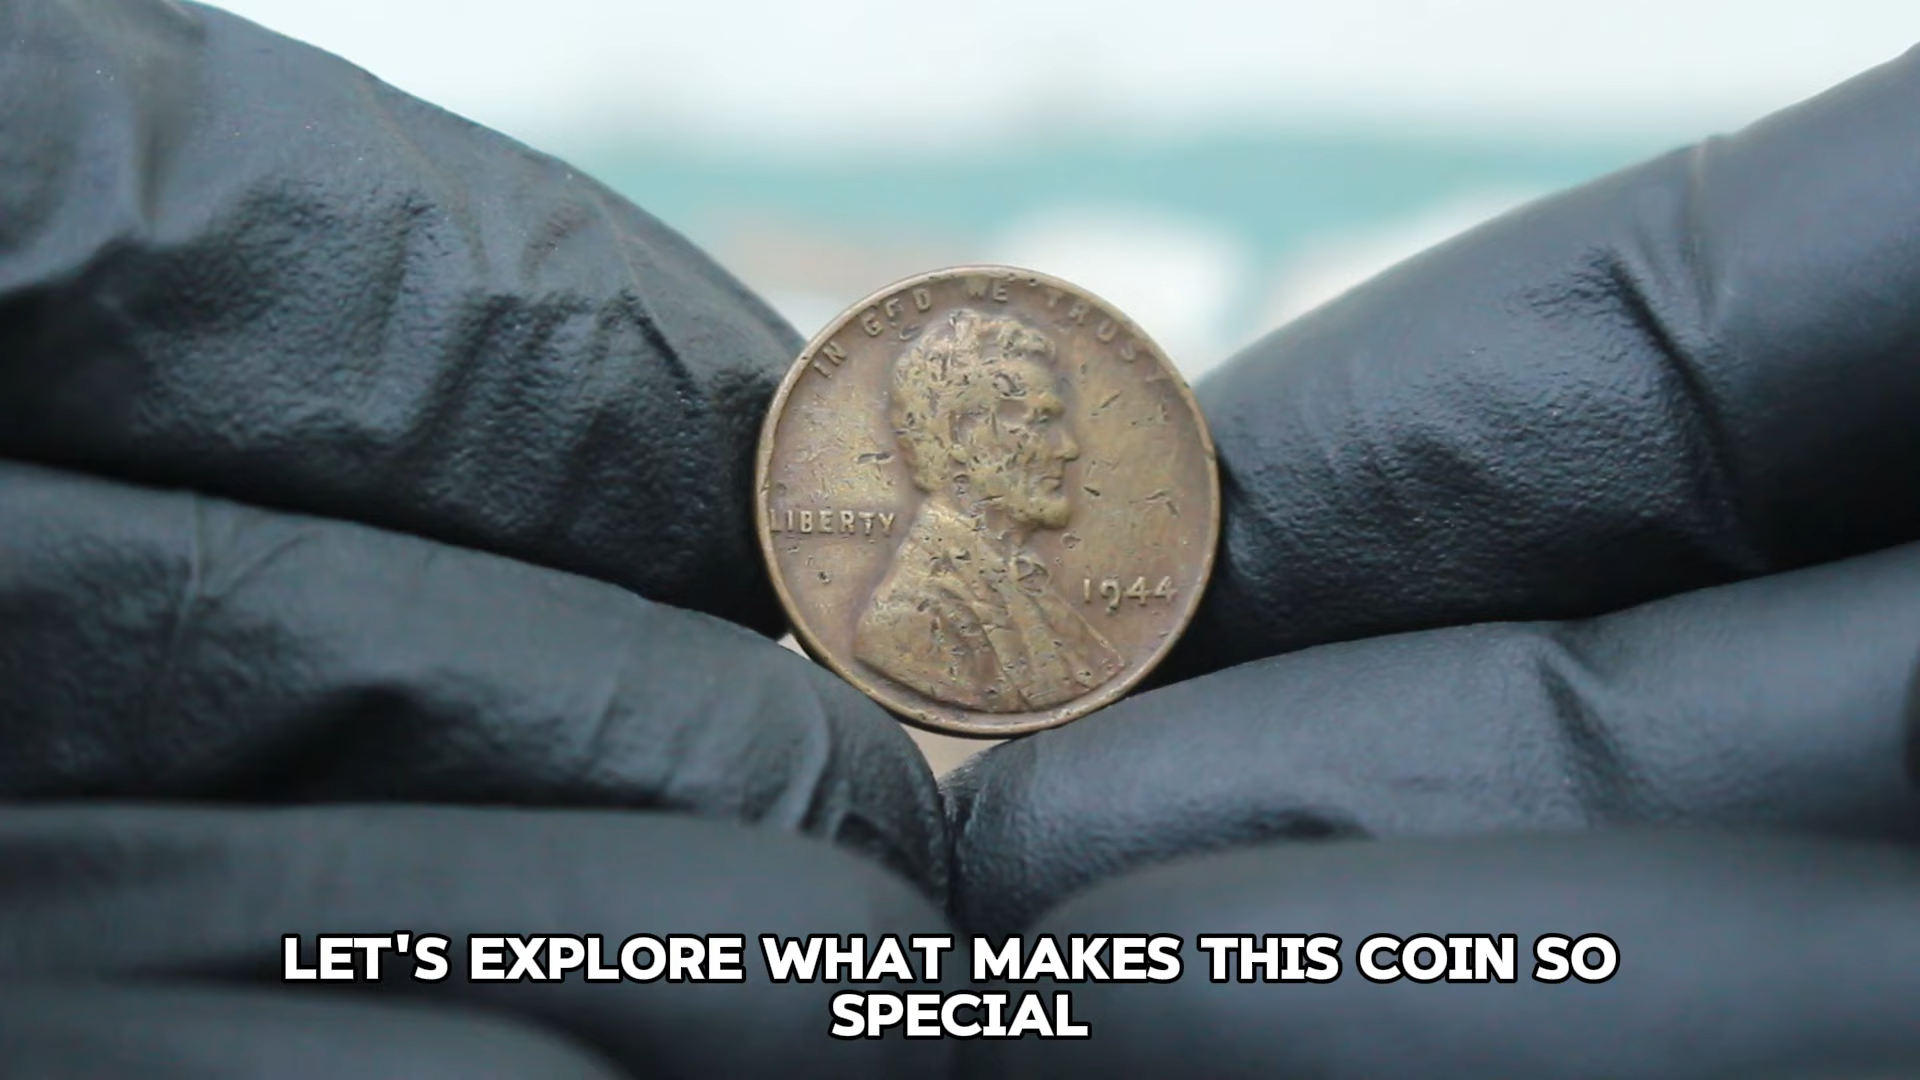 IN GOD WE TRUST
LIBERTY
1944
LET'S EXPLORE WHAT MAKES THIS COIN SO
SPECIAL